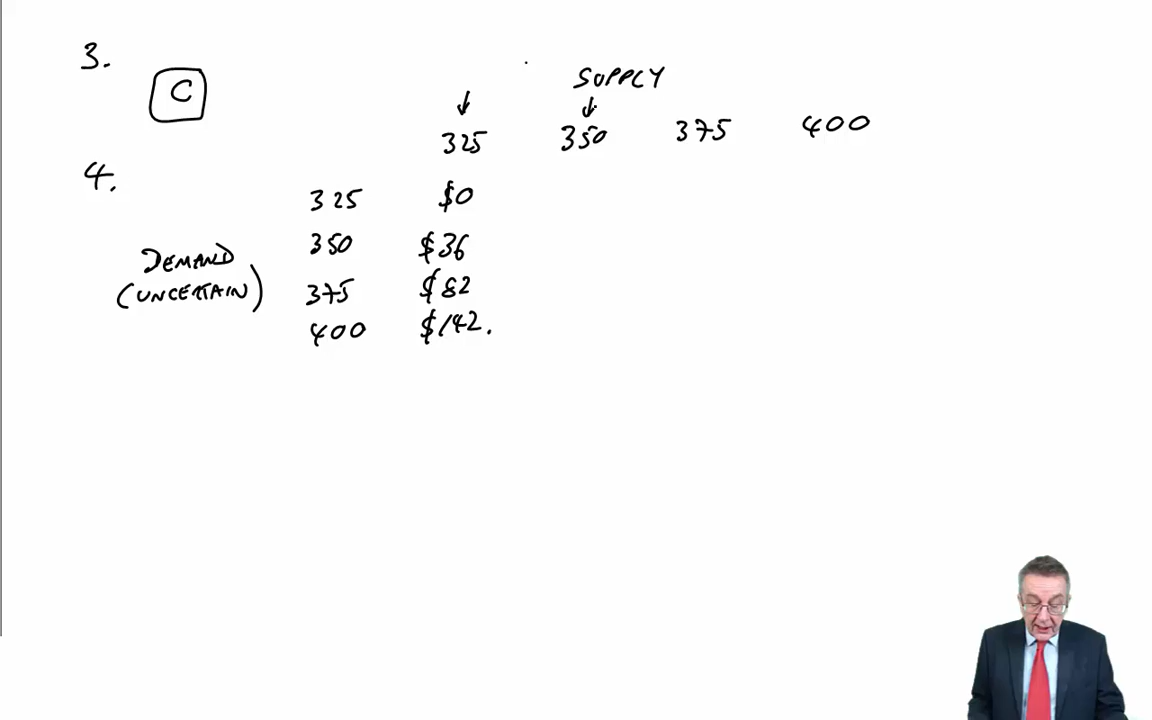 3.
C
SUPPLY
325 350 375 400
4.
325 $0
DEMAND 350 $36
(UNCERTAIN) 375 $82
400 $142.